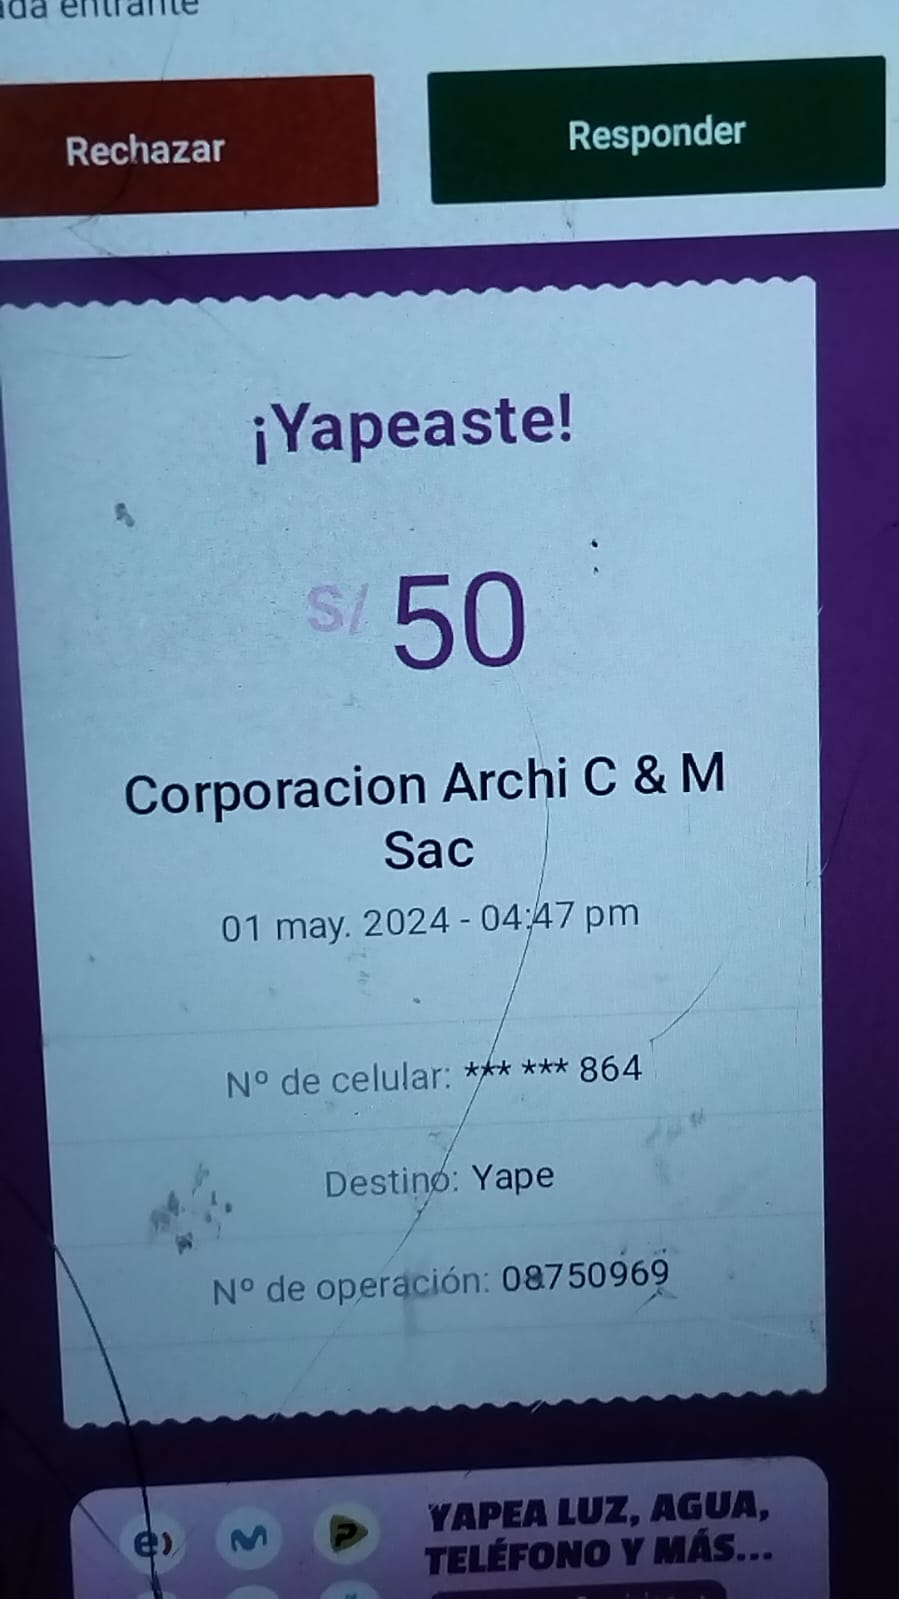 ada entrante
Rechazar
Responder
¡Yapeaste!
S/ 50
Corporacion Archi C & M
Sac
01 may. 2024 - 04:47 pm
Nº de celular: *** *** 864
Destino: Yape
Nº de operación: 08750969
YAPEA LUZ, AGUA,
TELÉFONO Y MÁS...